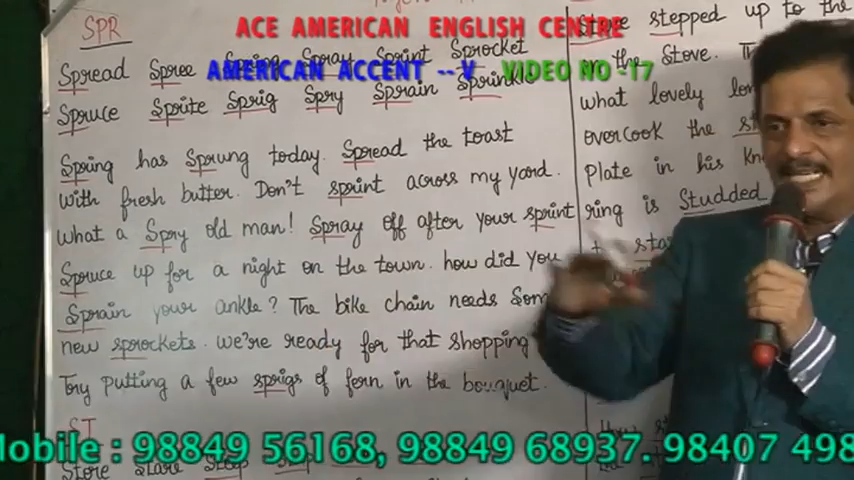 ACE AMERICAN ENGLISH CENTRE
AMERICAN ACCENT -- V VIDEO NO -17
SPR
Spread Spree Spring Spray Sprint Sprocket
Spruce Sprite Sprig Spry Sprain Sprinkle
Spring has Sprung today. Spread the toast
with fresh butter. Don't sprint across my yard.
What a Spry old man! Spray off after your sprint
Spruce up for a night on the town. how did you
Sprain your ankle? The bike chain needs Som
new sprockets. We're ready for that shopping
Try putting a few sprigs of fern in the bouquet.
ST
Store Stare Stop
stepped up to the
the Stove.
what lovely
overcook the
Plate in his
ring is Studded
Mobile : 98849 56168, 98849 68937. 98407 498